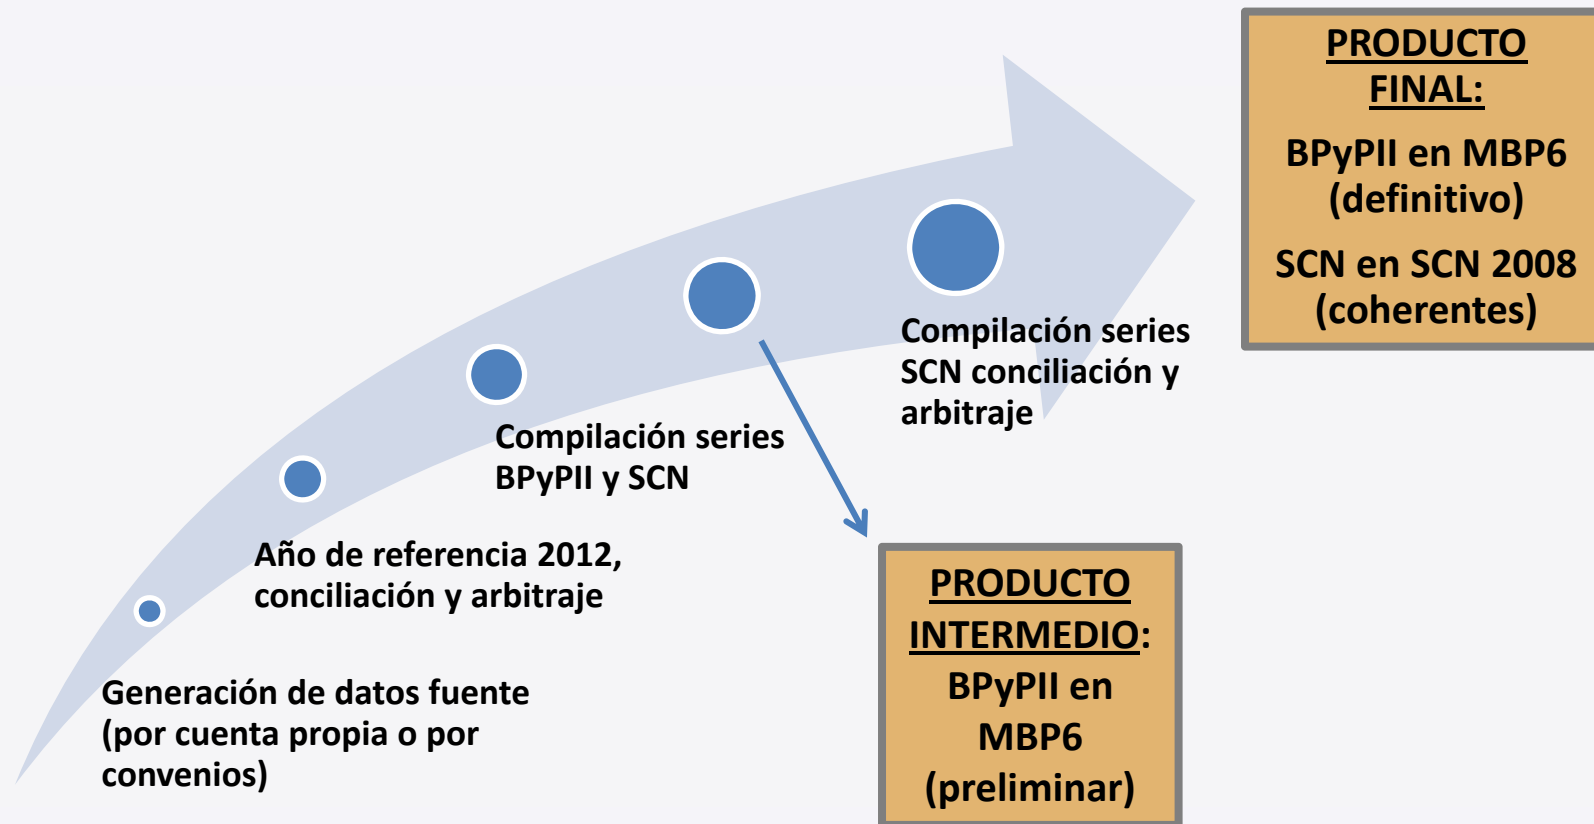 Generación de datos fuente
(por cuenta propia o por
convenios)
Año de referencia 2012,
conciliación y arbitraje
Compilación series
BPyPII y SCN
Compilación series
SCN conciliación y
arbitraje
PRODUCTO
INTERMEDIO:
BPyPII en
MBP6
(preliminar)
PRODUCTO
FINAL:
BPyPII en MBP6
(definitivo)
SCN en SCN 2008
(coherentes)